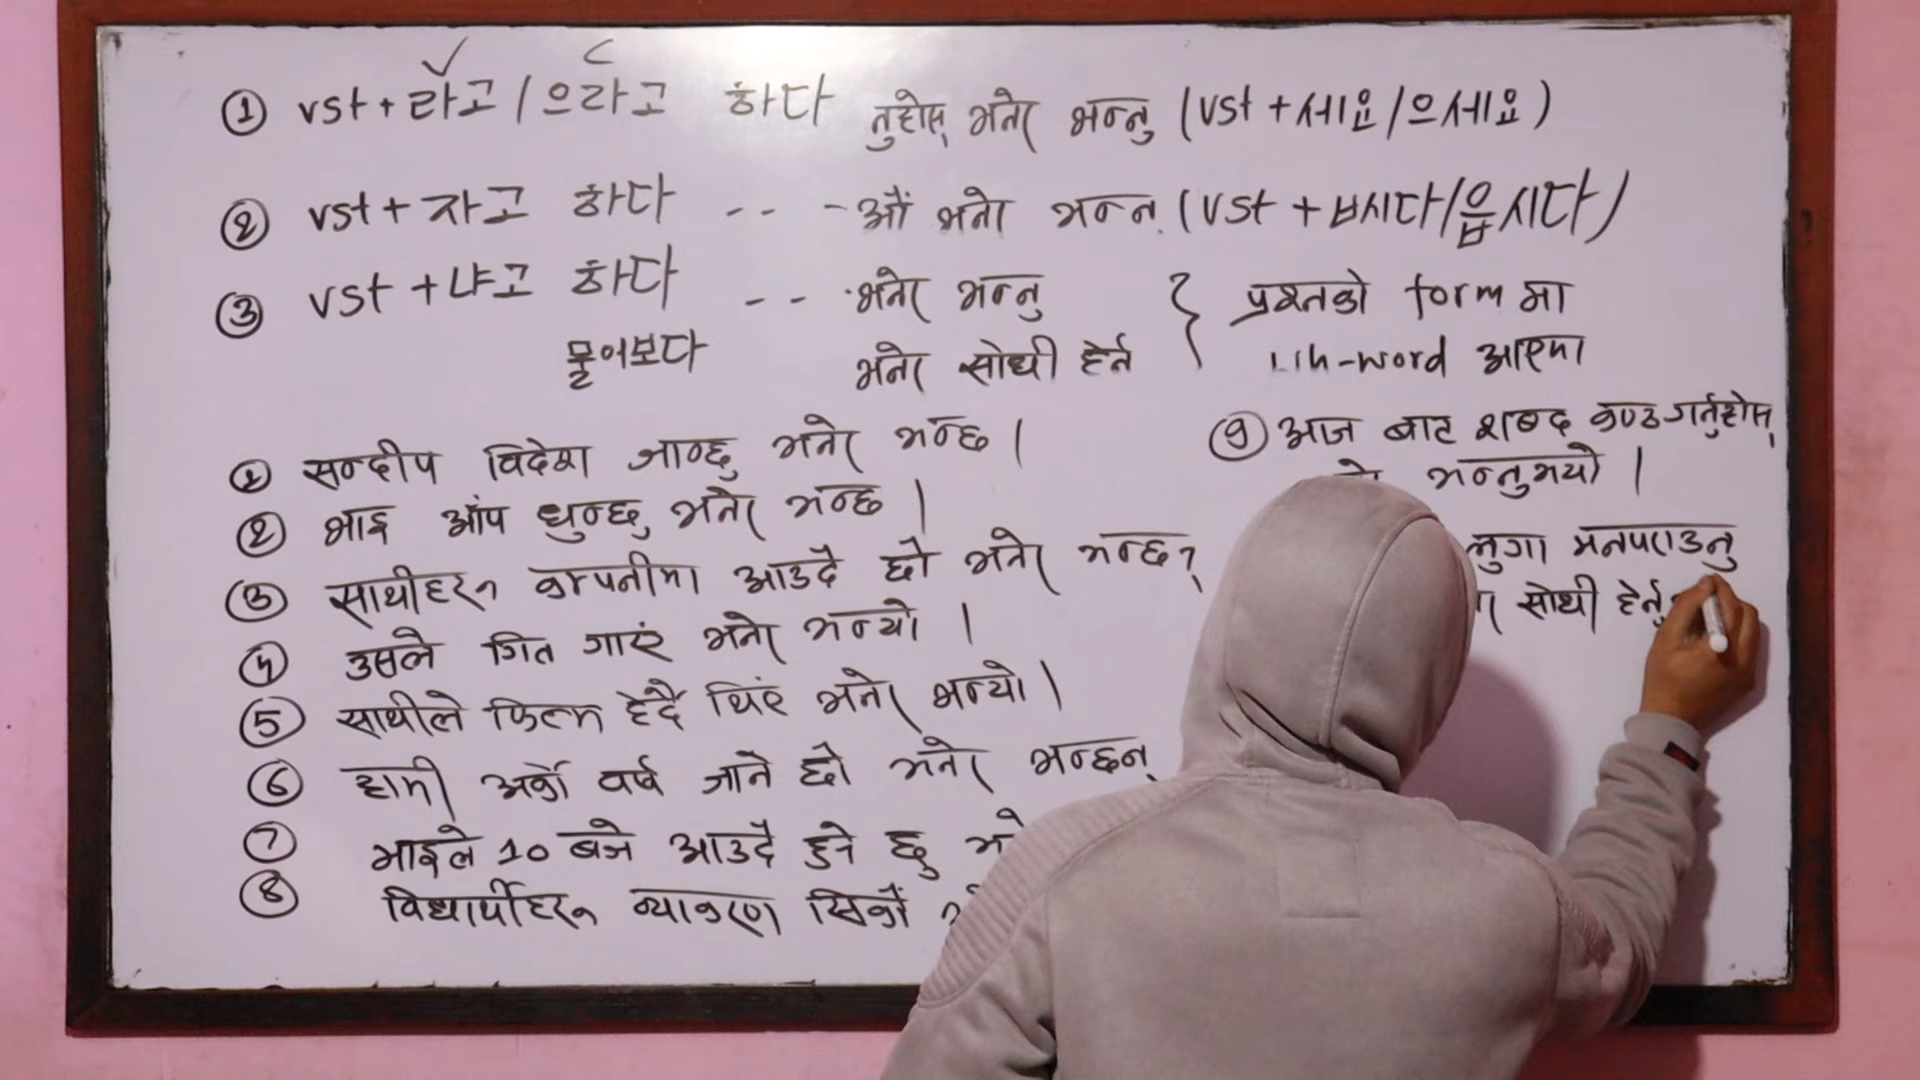 ① vst + 라고 / 으라고 하다 नुहोस् भनेर भन्नु (vst + 세요 / 으세요)
② vst + 자고 하다 -- - औं भनेर भन्न (vst + ㅂ시다/읍시다)
③ vst + 냐고 하다 -- भनेर भन्नु } प्रश्नको form मा
물어보다 भनेर सोधी हेर्न word आएमा
① सन्दीप विदेश जान्छु भनेर भन्छ ।
② भाइ आँप धुन्छु भनेर भन्छ ।
③ साथीहरू कम्पनीमा आउदै छौ भनेर भन्छन्
④ उसले गित गाएं भनेर भन्यो ।
⑤ साथीले फिल्म हेर्दै थिएं भनेर भन्यो ।
⑥ हामी अर्को वर्ष जाने छौ भनेर भन्छन्
⑦ भाइले 10 बजे आउदै हुने छु
⑧ विद्यार्थीहरू व्याकरण सिकौं
⑨ आज बाट शब्द कण्ठ गर्नुहोस्
भन्नुभयो ।
लुगा मनपराउनु
सोधी हेर्नु